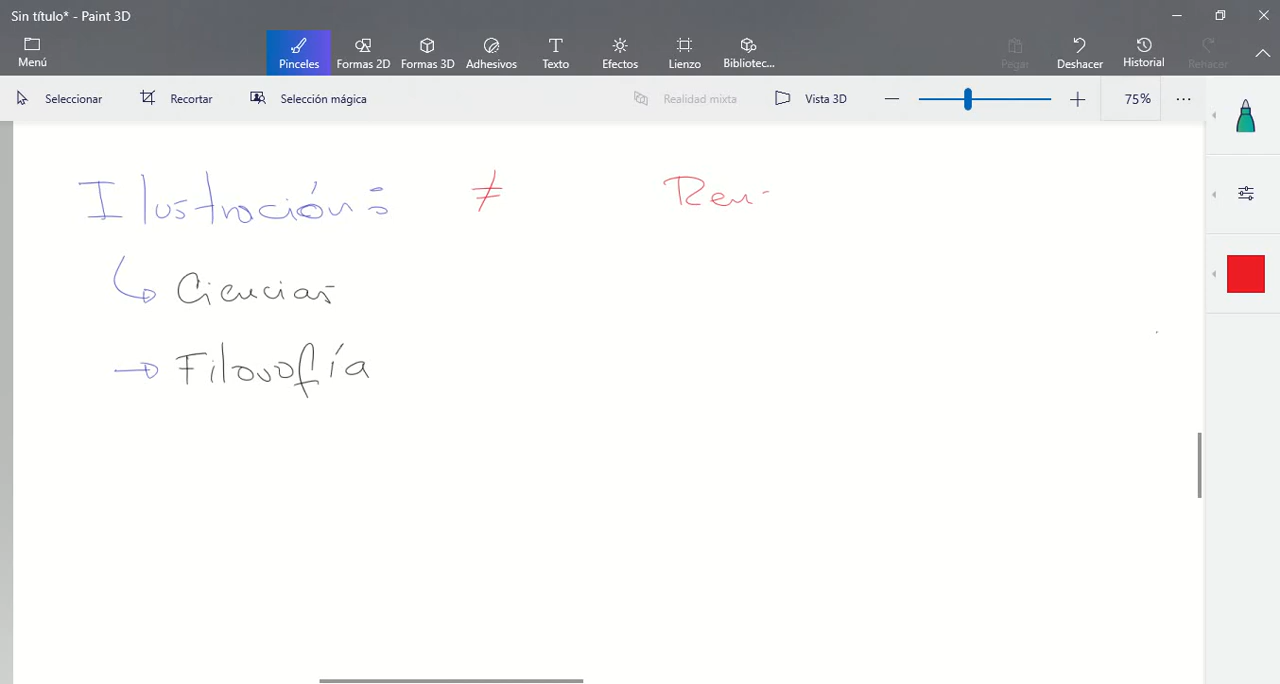 Sin título* - Paint 3D
Menú
Pinceles
Formas 2D
Formas 3D
Adhesivos
Texto
Efectos
Lienzo
Bibliotec...
Pegar
Deshacer
Historial
Rehacer
Seleccionar
Recortar
Selección mágica
Realidad mixta
Vista 3D
75%
Ilustración: ≠ Ren
Ciencias
Filosofía